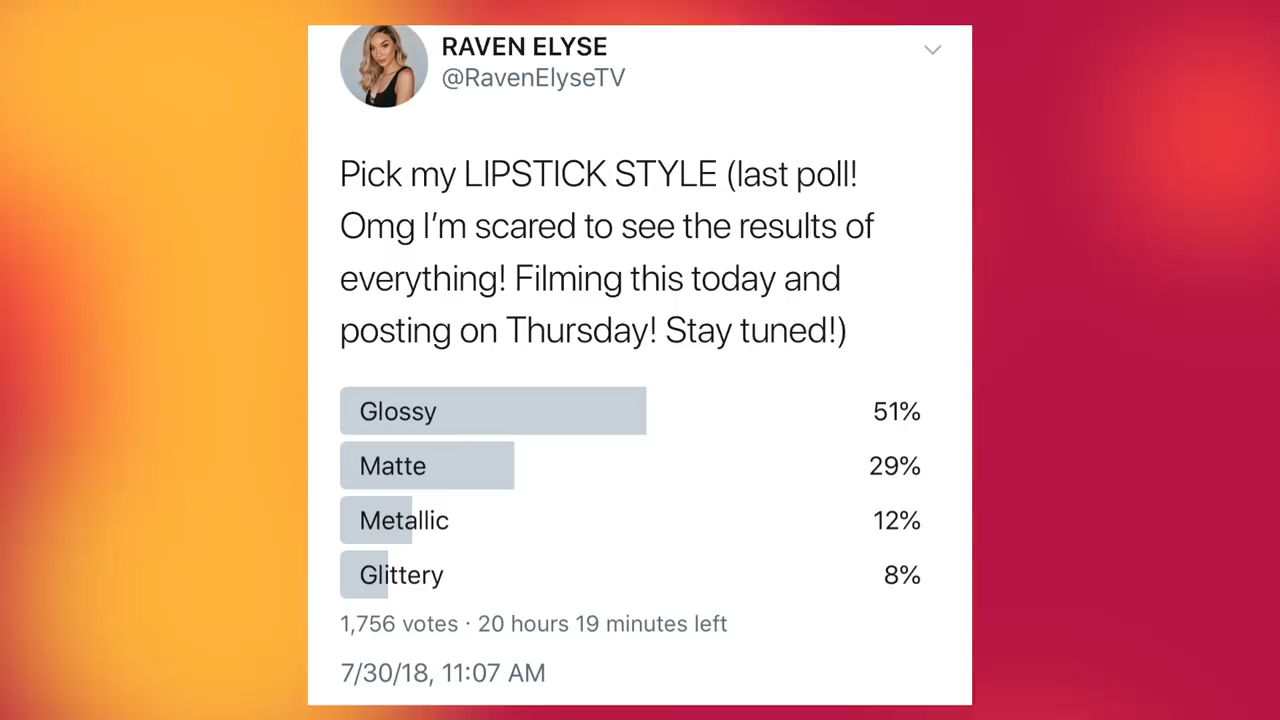 RAVEN ELYSE
@RavenElyseTV
Pick my LIPSTICK STYLE (last poll!
Omg I’m scared to see the results of
everything! Filming this today and
posting on Thursday! Stay tuned!)
Glossy 51%
Matte 29%
Metallic 12%
Glittery 8%
1,756 votes · 20 hours 19 minutes left
7/30/18, 11:07 AM